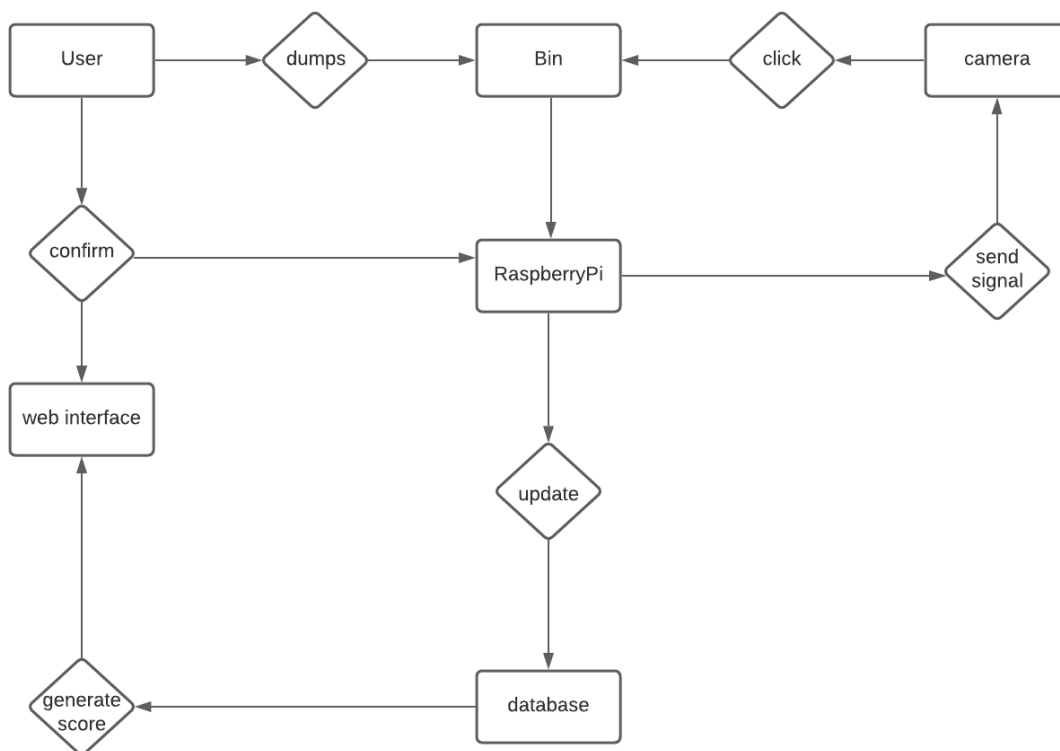 User
dumps
Bin
click
camera
confirm
RaspberryPi
send
signal
web interface
update
generate
score
database